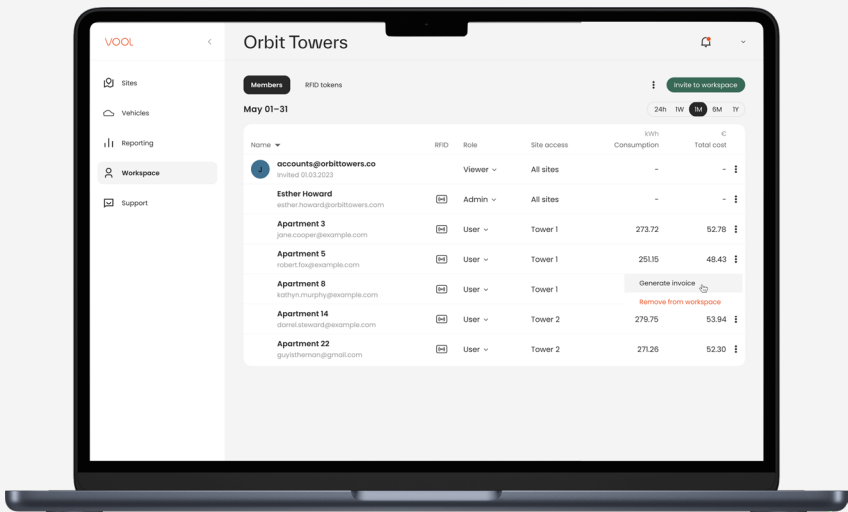 VOOL
Orbit Towers
Sites
Vehicles
Reporting
Workspace
Support
Members
RFID tokens
Invite to workspace
May 01–31
24h 1W 1M 6M 1Y
kWh €
Name RFID Role Site access Consumption Total cost
J
accounts@orbittowers.co
Invited 01.03.2023
Viewer All sites - -
Esther Howard
esther.howard@orbittowers.com
Admin All sites - -
Apartment 3
jane.cooper@example.com
User Tower 1 273.72 52.78
Apartment 5
robert.fox@example.com
User Tower 1 251.15 48.43
Apartment 8
kathyn.murphy@example.com
User Tower 1
Generate invoice
Remove from workspace
Apartment 14
darrel.steward@example.com
User Tower 2 279.75 53.94
Apartment 22
guyistheman@gmail.com
User Tower 2 271.26 52.30